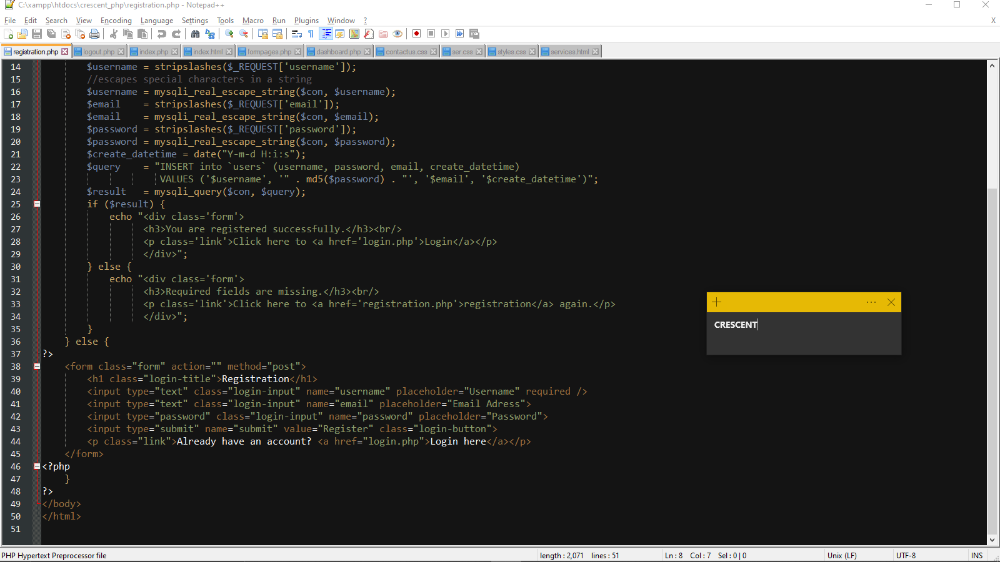 C:\xampp\htdocs\crescent_php\registration.php - Notepad++
File Edit Search View Encoding Language Settings Tools Macro Run Plugins Window ? X
registration.php logout.php index.php index.html formpages.php dashboard.php contactus.css ser.css styles.css services.html
14 $username = stripslashes($_REQUEST['username']);
15 //escapes special characters in a string
16 $username = mysqli_real_escape_string($con, $username);
17 $email    = stripslashes($_REQUEST['email']);
18 $email    = mysqli_real_escape_string($con, $email);
19 $password = stripslashes($_REQUEST['password']);
20 $password = mysqli_real_escape_string($con, $password);
21 $create_datetime = date("Y-m-d H:i:s");
22 $query    = "INSERT into `users` (username, password, email, create_datetime)
23 VALUES ('$username', '" . md5($password) . "', '$email', '$create_datetime')";
24 $result   = mysqli_query($con, $query);
25 if ($result) {
26 echo "<div class='form'>
27 <h3>You are registered successfully.</h3><br/>
28 <p class='link'>Click here to <a href='login.php'>Login</a></p>
29 </div>";
30 } else {
31 echo "<div class='form'>
32 <h3>Required fields are missing.</h3><br/>
33 <p class='link'>Click here to <a href='registration.php'>registration</a> again.</p>
34 </div>";
35 }
36 } else {
37 ?>
38 <form class="form" action="" method="post">
39 <h1 class="login-title">Registration</h1>
40 <input type="text" class="login-input" name="username" placeholder="Username" required />
41 <input type="text" class="login-input" name="email" placeholder="Email Adress">
42 <input type="password" class="login-input" name="password" placeholder="Password">
43 <input type="submit" name="submit" value="Register" class="login-button">
44 <p class="link">Already have an account? <a href="login.php">Login here</a></p>
45 </form>
46 <?php
47 }
48 ?>
49 </body>
50 </html>
51
CRESCENT
PHP Hypertext Preprocessor file length : 2,071 lines : 51 Ln : 8 Col : 7 Sel : 0 | 0 Unix (LF) UTF-8 INS